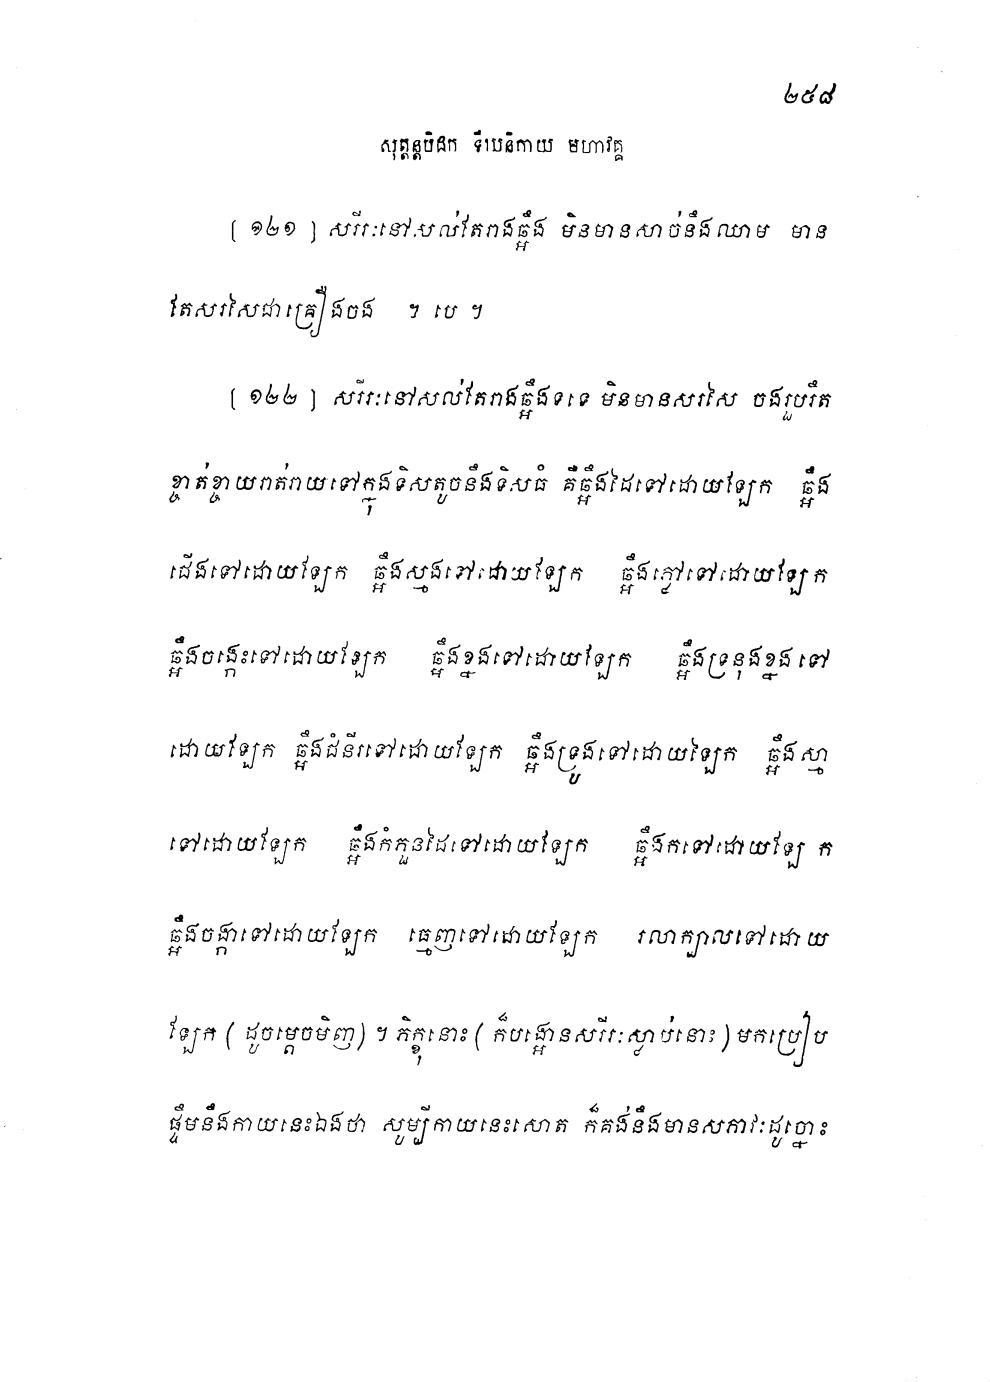 ២៥៨
សុត្តន្តបិដក ទីឃនិកាយ មហាវគ្គ
[ ១២១ ] សរីរៈនៅសល់តែរាងឆ្អឹង មិនមានសាច់នឹងឈាម មាន
តែសរសៃជាគ្រឿងចង ។ បេ ។
[ ១២២ ] សរីរៈនៅសល់តែរាងឆ្អឹងទទេ មិនមានសរសៃ ចងរួបរឹត
ខ្ចាត់ខ្ចាយរាត់រាយទៅក្នុងទិសតូចនឹងទិសធំ គឺឆ្អឹងដៃទៅដោយឡែក ឆ្អឹង
ជើងទៅដោយឡែក ឆ្អឹងស្មងទៅដោយឡែក ឆ្អឹងភ្លៅទៅដោយឡែក
ឆ្អឹងចង្កេះទៅដោយឡែក ឆ្អឹងខ្នងទៅដោយឡែក ឆ្អឹងទ្រនុងខ្នងទៅ
ដោយឡែក ឆ្អឹងជំនីរទៅដោយឡែក ឆ្អឹងទ្រូងទៅដោយឡែក ឆ្អឹងស្មា
ទៅដោយឡែក ឆ្អឹងកំភួនដៃទៅដោយឡែក ឆ្អឹងកទៅដោយឡែក
ឆ្អឹងចង្កាទៅដោយឡែក ធ្មេញទៅដោយឡែក រលាក្បាលទៅដោយ
ឡែក ( ដូចម្តេចមិញ ) ។ ភិក្ខុនោះ ( ក៏បង្អោនសរីរៈស្លាប់នោះ ) មកប្រៀប
ផ្ទឹមនឹងកាយនេះឯងថា សូម្បីកាយនេះសោត ក៏គង់នឹងមានសភាវៈដូច្នោះ